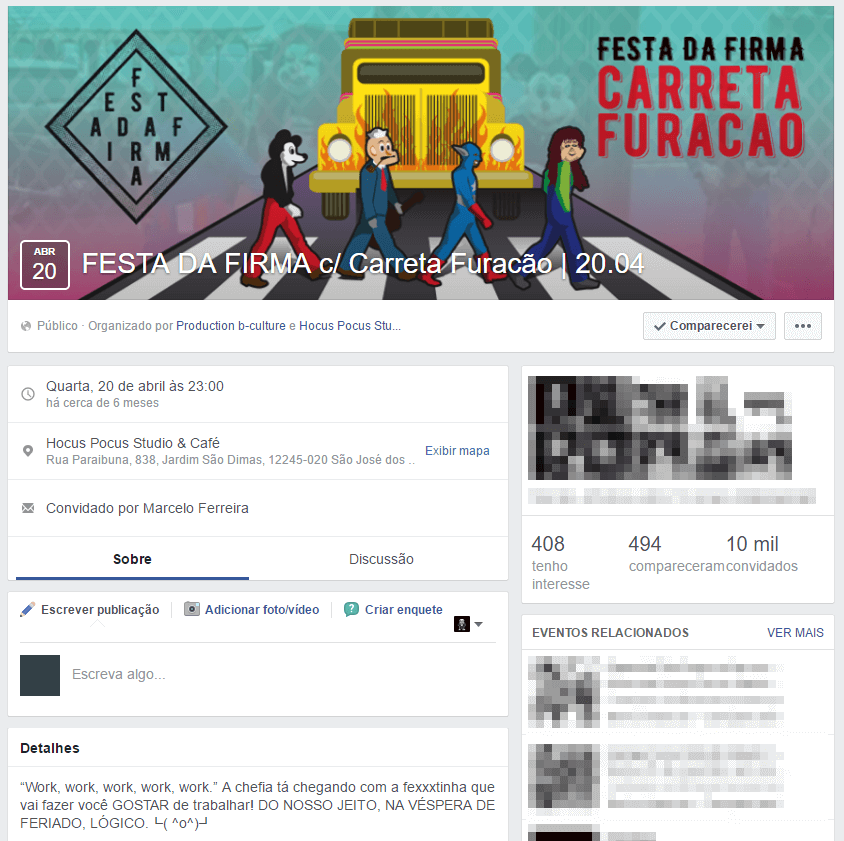 F
E S T
A D A F
I R M
A
FESTA DA FIRMA
CARRETA
FURACAO
ABR
20
FESTA DA FIRMA c/ Carreta Furacão | 20.04
Público · Organizado por Production b-culture e Hocus Pocus Stu...
Comparecerei
Quarta, 20 de abril às 23:00
há cerca de 6 meses
Hocus Pocus Studio & Café
Rua Paraibuna, 838, Jardim São Dimas, 12245-020 São José dos ..
Exibir mapa
Convidado por Marcelo Ferreira
Sobre
Discussão
Escrever publicação
Adicionar foto/vídeo
Criar enquete
Escreva algo...
Detalhes
“Work, work, work, work, work.” A chefia tá chegando com a fexxxtinha que
vai fazer você GOSTAR de trabalhar! DO NOSSO JEITO, NA VÉSPERA DE
FERIADO, LÓGICO. ┗( ^o^)┛
408
tenho
interesse
494
compareceram
10 mil
convidados
EVENTOS RELACIONADOS
VER MAIS